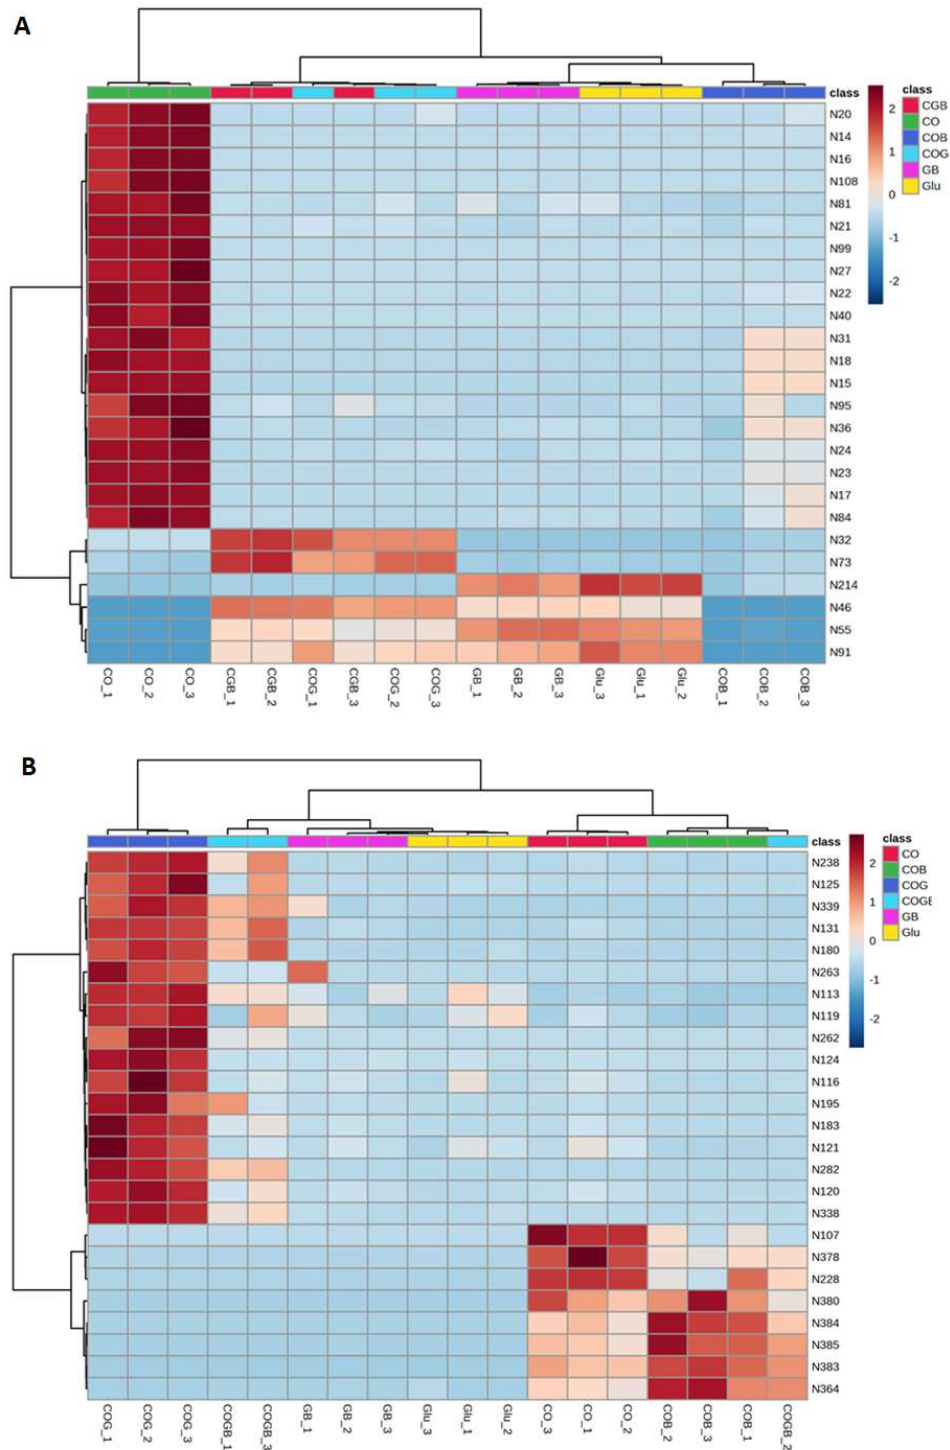 A
class
N20
N14
N16
N108
N81
N21
N99
N27
N22
N40
N31
N18
N15
N95
N36
N24
N23
N17
N84
N32
N73
N214
N46
N55
N91
2
1
0
-1
-2
class
CGB
CO
COB
COG
GB
Glu
CO_1 CO_2 CO_3 CGB_1 CGB_2 COG_1 CGB_3 COG_2 COG_3 GB_1 GB_2 GB_3 Glu_3 Glu_1 Glu_2 COB_1 COB_2 COB_3
B
class
N238
N125
N339
N131
N180
N263
N113
N119
N262
N124
N116
N195
N183
N121
N282
N120
N338
N107
N378
N228
N380
N384
N385
N383
N364
2
1
0
-1
-2
class
CO
COB
COG
COGE
GB
Glu
COG_1 COG_2 COG_3 COGB_1 COGB_3 GB_1 GB_2 GB_3 Glu_3 Glu_1 Glu_2 CO_3 CO_1 CO_2 COB_2 COB_3 COB_1 COGB_2